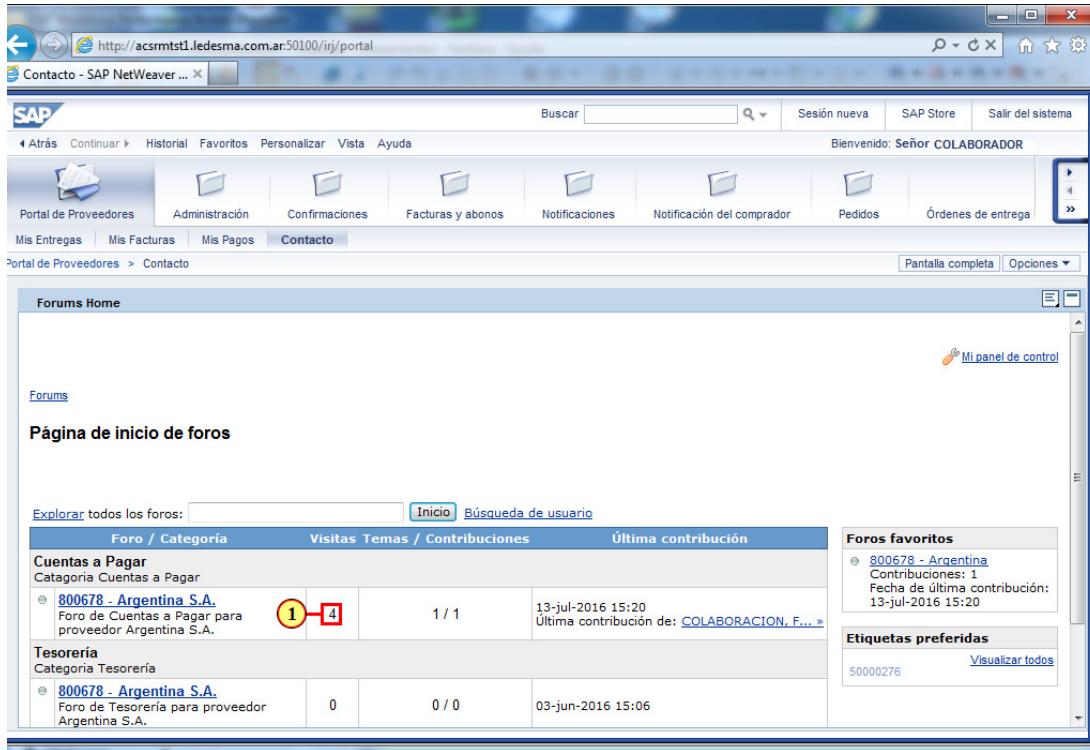 http://acsrmtst1.ledesma.com.ar:50100/irj/portal
Contacto - SAP NetWeaver ...
SAP
Buscar
Sesión nueva
SAP Store
Salir del sistema
Atrás Continuar Historial Favoritos Personalizar Vista Ayuda
Bienvenido: Señor COLABORADOR
Portal de Proveedores
Administración
Confirmaciones
Facturas y abonos
Notificaciones
Notificación del comprador
Pedidos
Órdenes de entrega
Mis Entregas Mis Facturas Mis Pagos Contacto
Portal de Proveedores > Contacto
Pantalla completa
Opciones
Forums Home
Mi panel de control
Forums
Página de inicio de foros
Explorar todos los foros:
Inicio
Búsqueda de usuario
Foro / Categoría Visitas Temas / Contribuciones Última contribución
Cuentas a Pagar
Catagoria Cuentas a Pagar
800678 - Argentina S.A.
Foro de Cuentas a Pagar para
proveedor Argentina S.A.
1
4
1 / 1
13-jul-2016 15:20
Última contribución de: COLABORACION, F... »
Tesorería
Categoria Tesorería
800678 - Argentina S.A.
Foro de Tesorería para proveedor
Argentina S.A.
0
0 / 0
03-jun-2016 15:06
Foros favoritos
800678 - Argentina
Contribuciones: 1
Fecha de última contribución:
13-jul-2016 15:20
Etiquetas preferidas
Visualizar todos
50000276